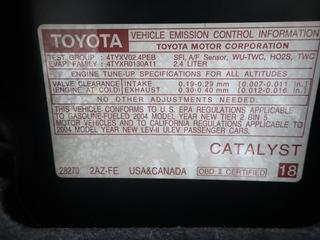 TOYOTA VEHICLE EMISSION CONTROL INFORMATION
TOYOTA MOTOR CORPORATION
TEST GROUP : 4TYXV02.4PEB SFI, A/F Sensor, WU-TWC, HO2S, TWC
EVAP. FAMILY: 4TYXR0130A11 2.4 LITER
ENGINE TUNE-UP SPECIFICATIONS FOR ALL ALTITUDES
VALVE CLEARANCE INTAKE 0.19-0.29 mm (0.007-0.011
ENGINE AT COLD EXHAUST 0.30-0.40 mm (0.012-0.016 in.)
NO OTHER ADJUSTMENTS NEEDED.
THIS VEHICLE CONFORMS TO U.S EPA REGULATIONS APPLICABLE
TO GASOLINE-FUELED 2004 MODEL YEAR NEW TIER 2 BIN 5
MOTOR VEHICLES AND TO CALIFORNIA REGULATIONS APPLICABLE TO
2004 MODEL YEAR NEW LEV-II ULEV PASSENGER CARS.
CATALYST
28270 2AZ-FE USA&CANADA OBD II CERTIFIED 18